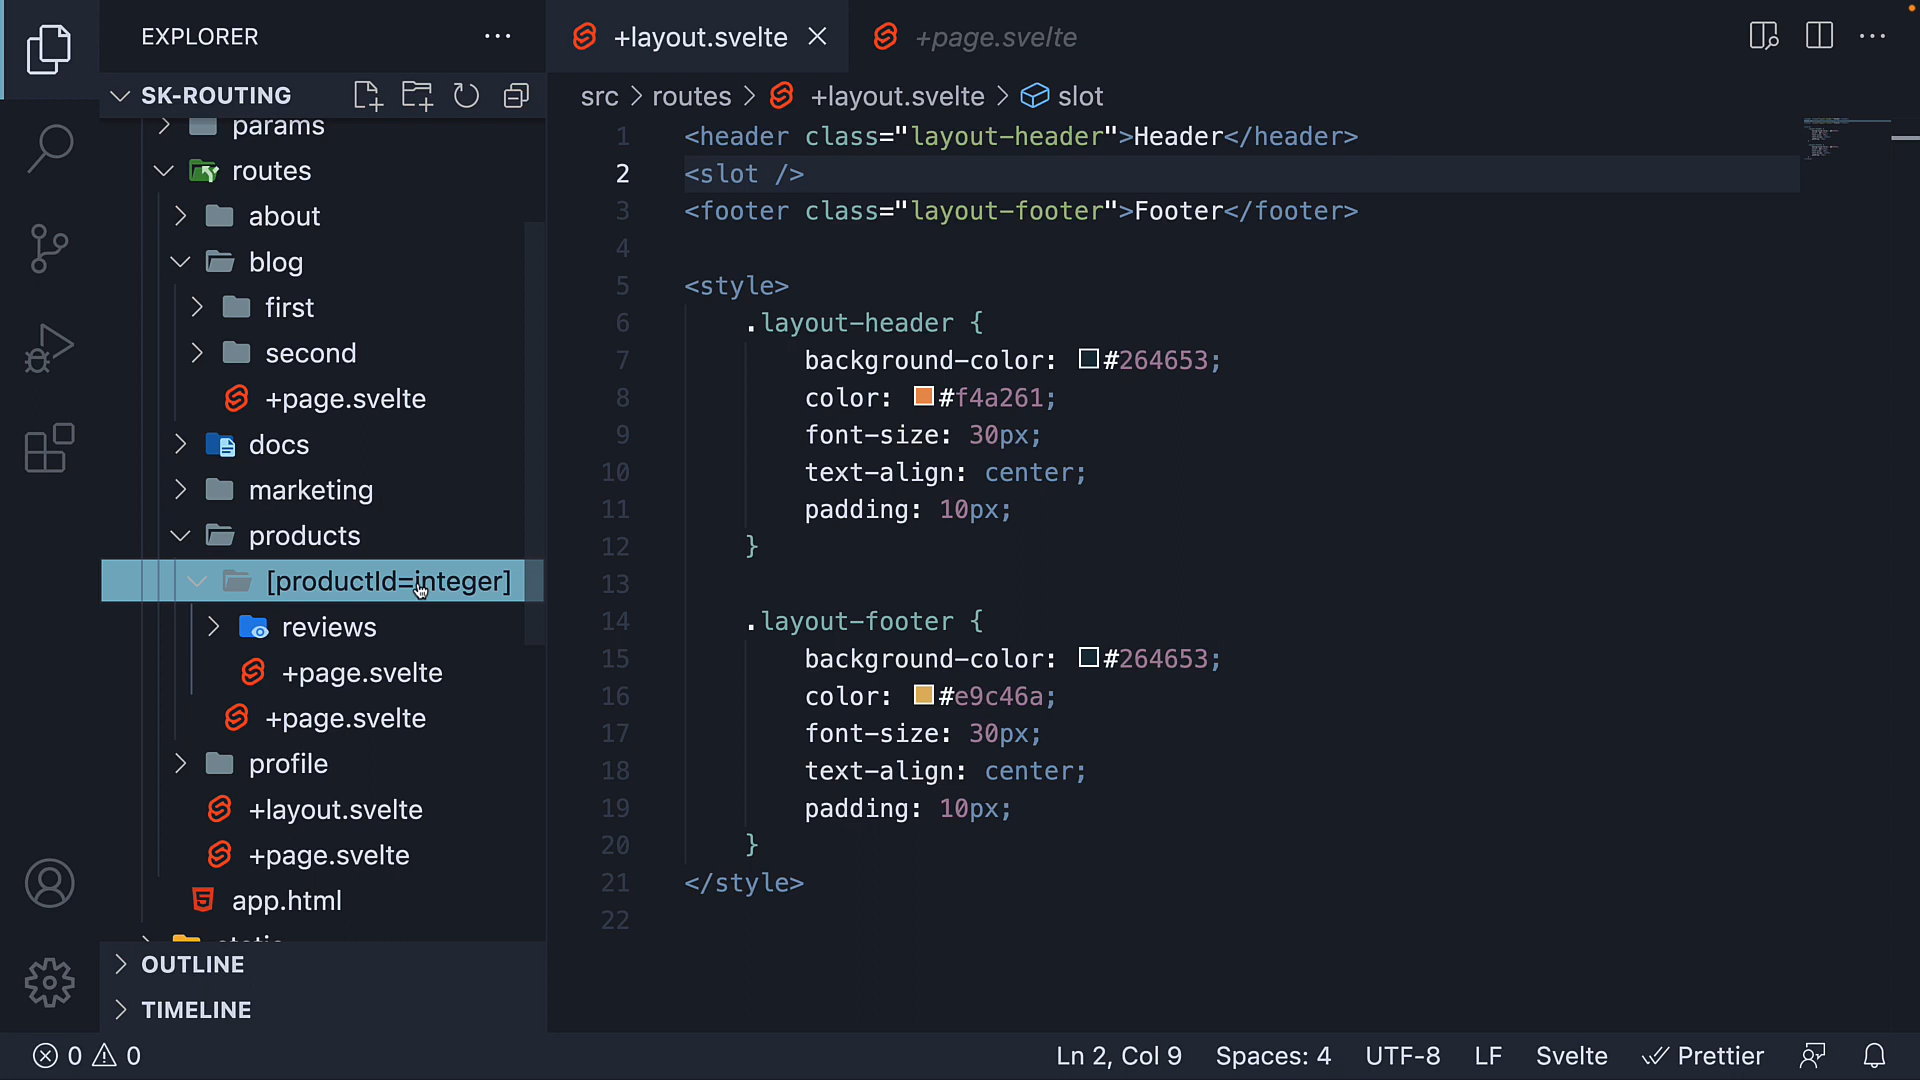 EXPLORER
SK-ROUTING
params
routes
about
blog
first
second
+page.svelte
docs
marketing
products
[productId=integer]
reviews
+page.svelte
+page.svelte
profile
+layout.svelte
+page.svelte
app.html
static
OUTLINE
TIMELINE
+layout.svelte
+page.svelte
src > routes > +layout.svelte > slot
1 <header class="layout-header">Header</header>
2 <slot />
3 <footer class="layout-footer">Footer</footer>
4
5 <style>
6 .layout-header {
7 background-color: #264653;
8 color: #f4a261;
9 font-size: 30px;
10 text-align: center;
11 padding: 10px;
12 }
13
14 .layout-footer {
15 background-color: #264653;
16 color: #e9c46a;
17 font-size: 30px;
18 text-align: center;
19 padding: 10px;
20 }
21 </style>
22
0 0
Ln 2, Col 9 Spaces: 4 UTF-8 LF Svelte Prettier